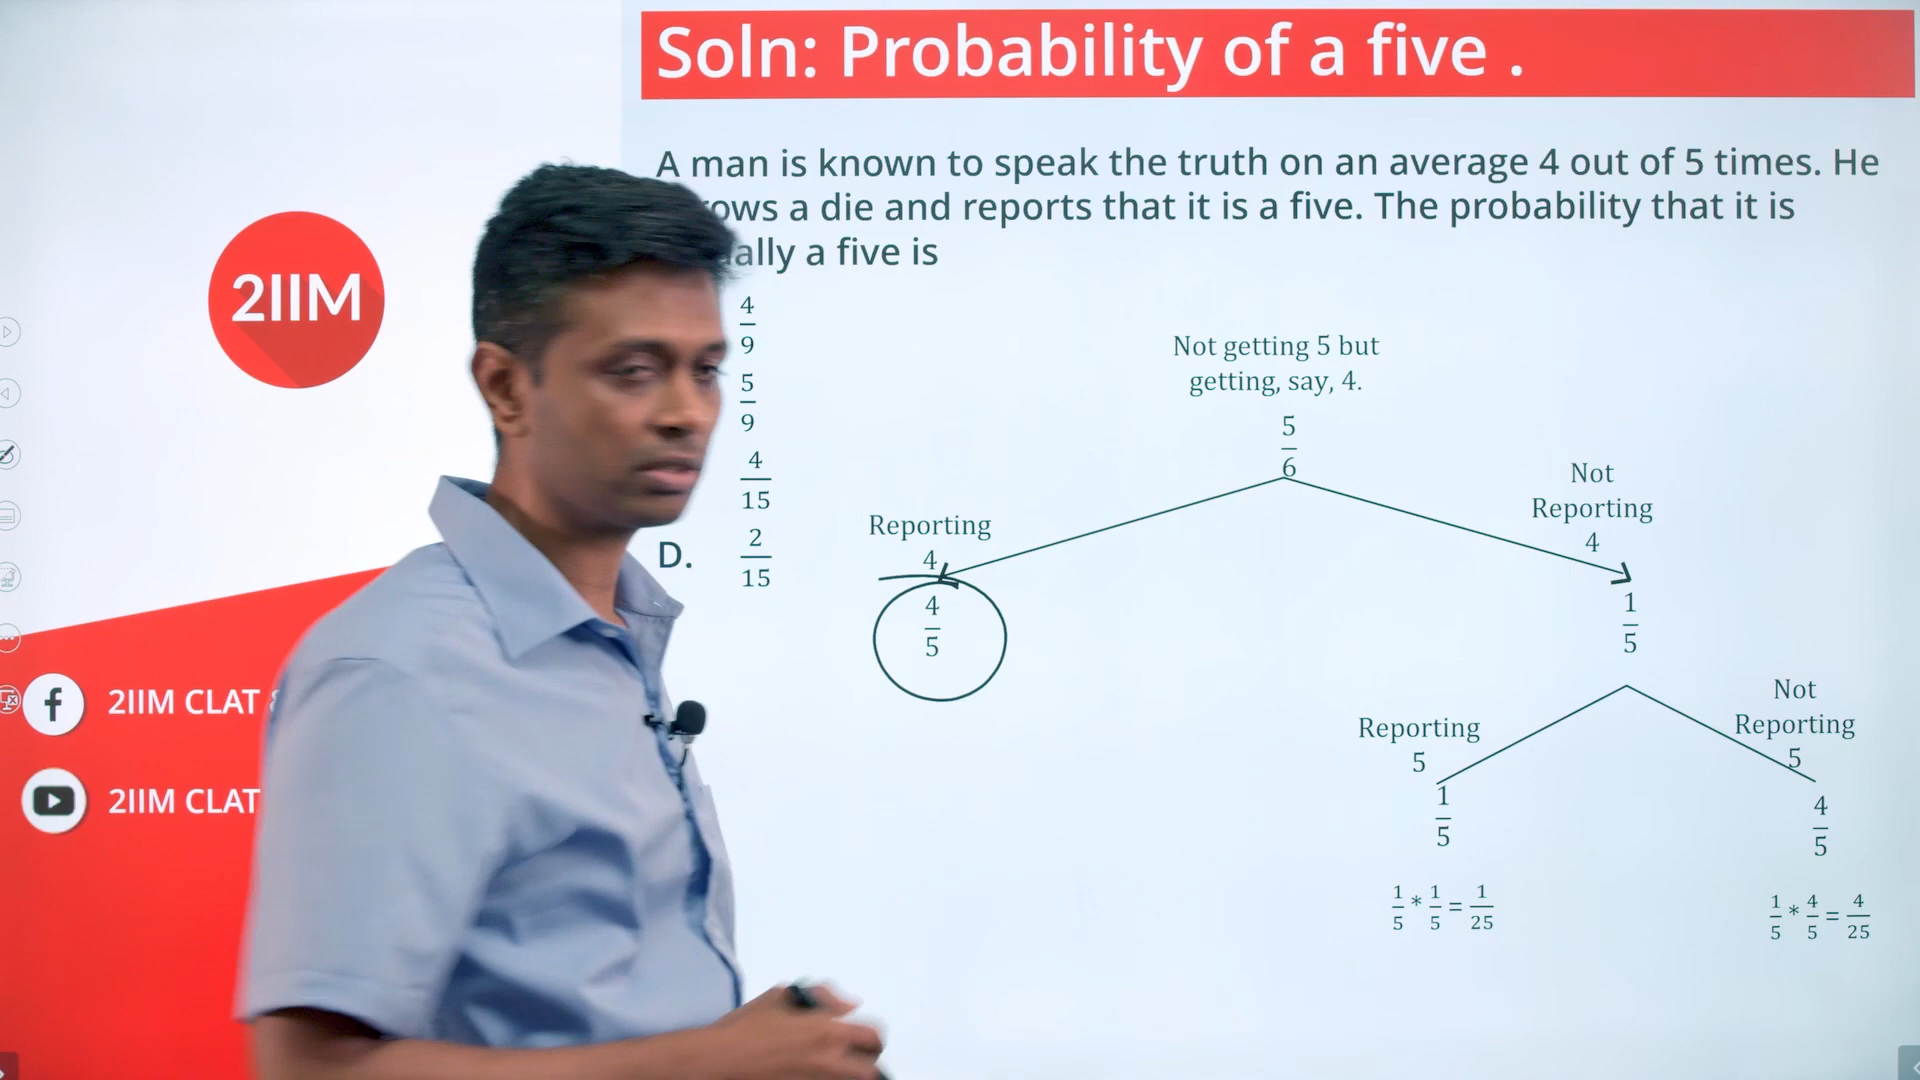 Soln: Probability of a five .
A man is known to speak the truth on an average 4 out of 5 times. He
a die and reports that it is a five. The probability that it is
a five is
2IIM
4
9
5
9
4
15
D.
2
15
Not getting 5 but
getting, say, 4.
5
6
Reporting
4
4
5
Not
Reporting
4
1
5
Reporting
5
1
5
Not
Reporting
5
4
5
1/5 * 1/5 = 1/25
1/5 * 4/5 = 4/25
2IIM CLAT
2IIM CLAT